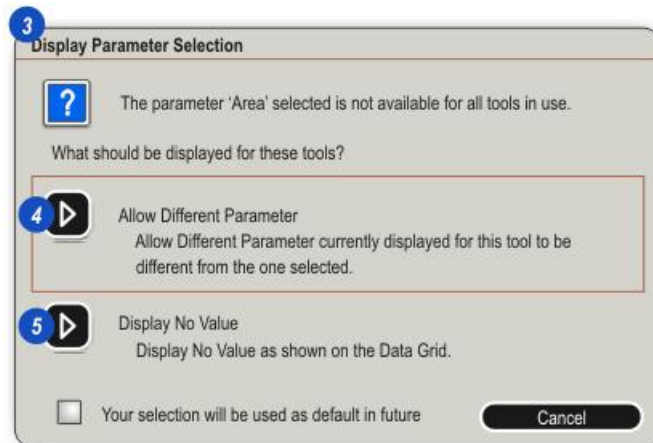 3
Display Parameter Selection
?
The parameter 'Area' selected is not available for all tools in use.
What should be displayed for these tools?
4
Allow Different Parameter
Allow Different Parameter currently displayed for this tool to be
different from the one selected.
5
Display No Value
Display No Value as shown on the Data Grid.
Your selection will be used as default in future
Cancel